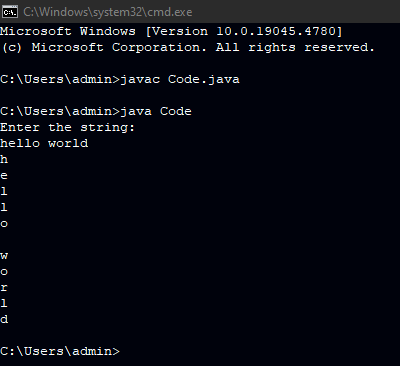 C:\Windows\system32\cmd.exe
Microsoft Windows [Version 10.0.19045.4780]
(c) Microsoft Corporation. All rights reserved.
C:\Users\admin>javac Code.java
C:\Users\admin>java Code
Enter the string:
hello world
h
e
l
l
o
w
o
r
l
d
C:\Users\admin>